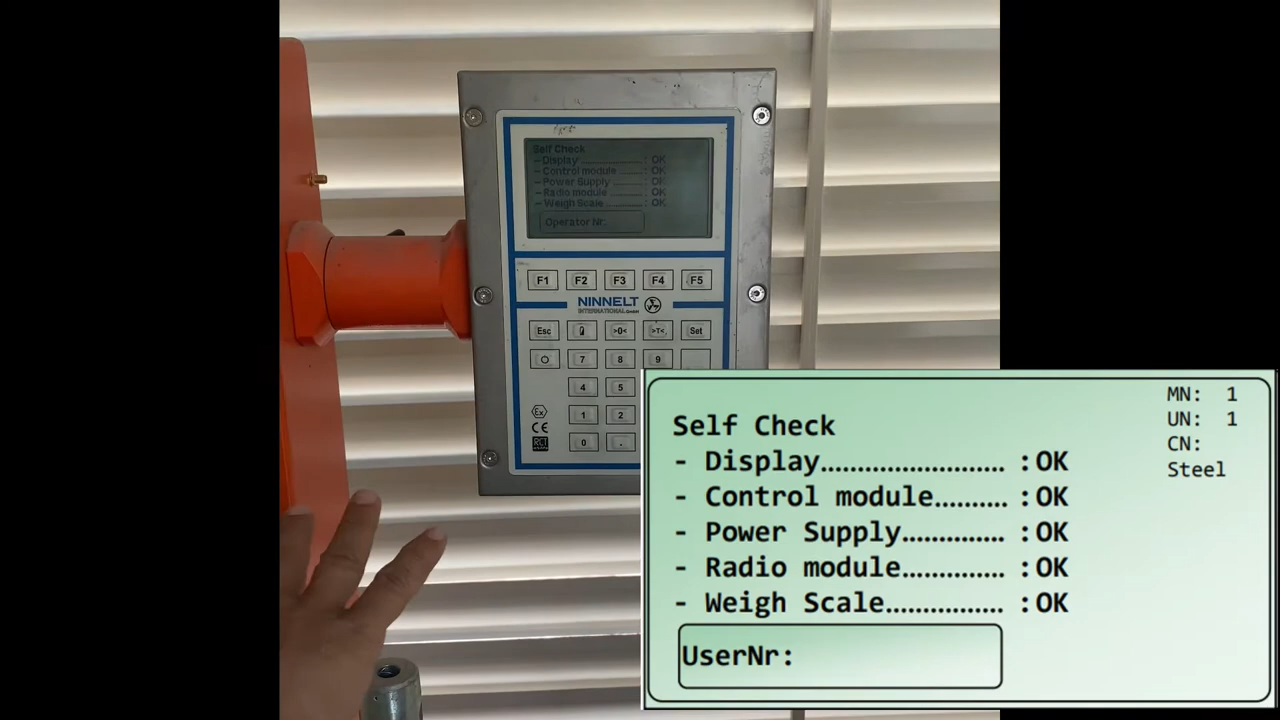 Self Check
- Display............... : OK
- Control module....... : OK
- Power Supply ........ : OK
- Radio module......... : OK
- Weigh Scale.......... : OK
Operator Nr:
F1 F2 F3 F4 F5
NINNELT
INTERNATIONAL GmbH
Esc >0< >T< Set
7 8 9
4 5
Ex 1 2
CE
0 .
MN: 1
UN: 1
CN:
Steel
Self Check
- Display....................... :OK
- Control module.......... :OK
- Power Supply.............. :OK
- Radio module.............. :OK
- Weigh Scale................ :OK
UserNr: